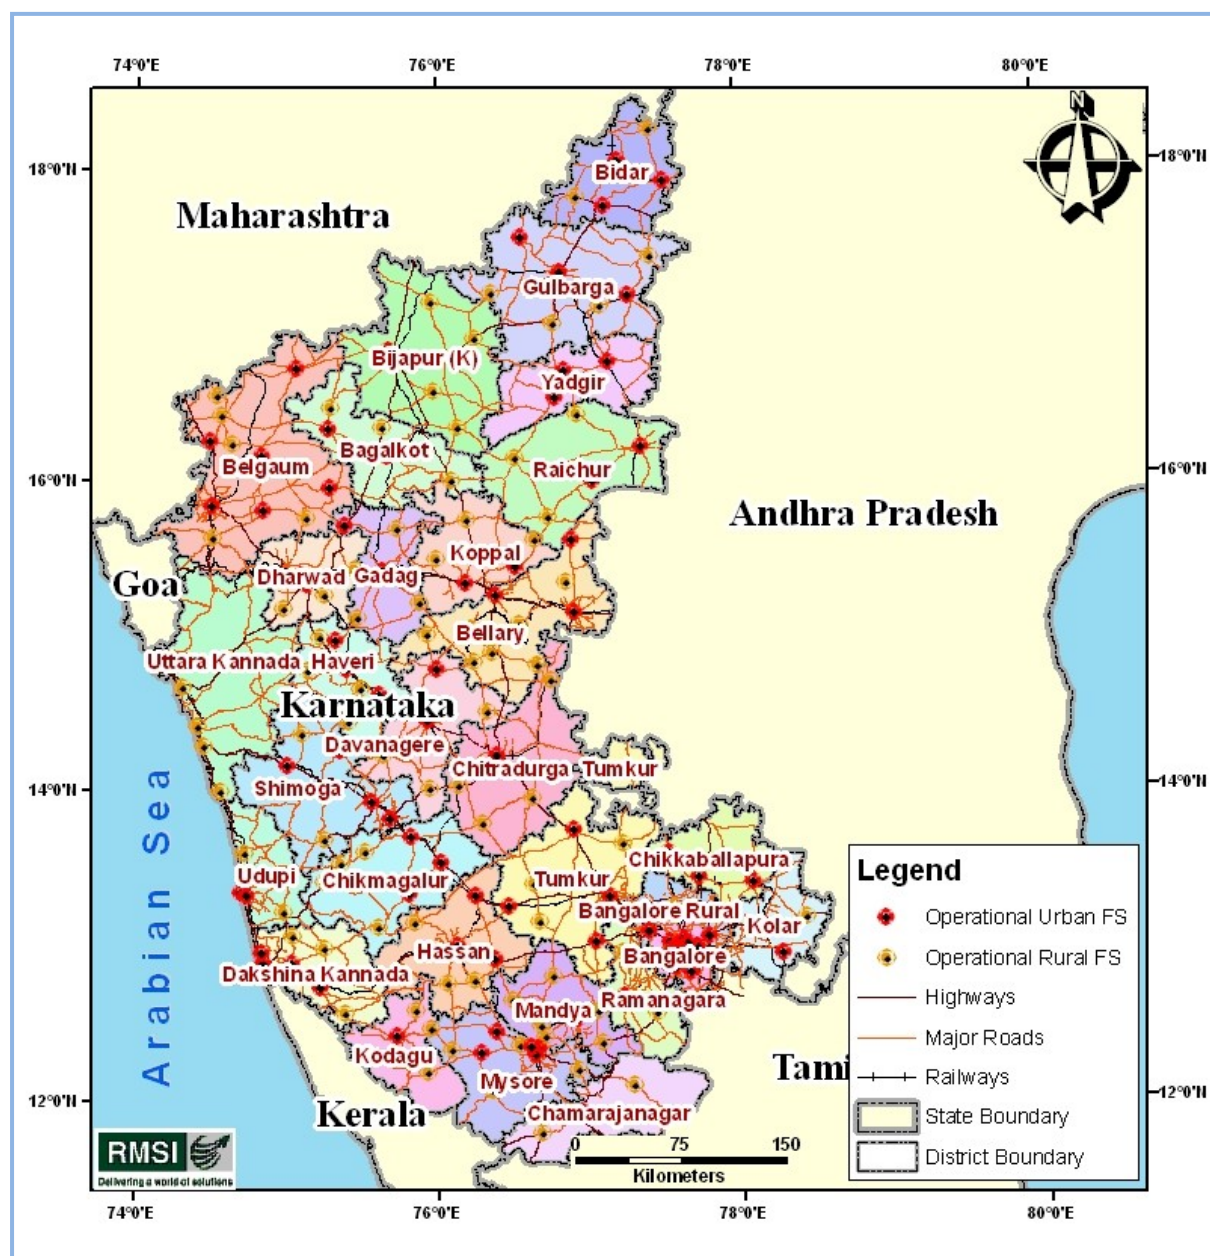 74°0'E 76°0'E 78°0'E 80°0'E
N
18°0'N 18°0'N
Bidar
Maharashtra
Gulbarga
Bijapur (K)
Yadgir
Bagalkot
Raichur
Belgaum
16°0'N 16°0'N
Andhra Pradesh
Koppal
Goa
Dharwad
Gadag
Bellary
Uttara Kannada
Haveri
Karnataka
Davanagere
Chitradurga
Tumkur
14°0'N 14°0'N
Shimoga
Arabian Sea
Chikkaballapura
Udupi
Chikmagalur
Tumkur
Bangalore Rural
Kolar
Hassan
Bangalore
Dakshina Kannada
Ramanagara
Mandya
Kodagu
Mysore
Tami
Chamarajanagar
Kerala
12°0'N 12°0'N
Legend
Operational Urban FS
Operational Rural FS
Highways
Major Roads
Railways
State Boundary
District Boundary
RMSI
Delivering a world of solutions
0 75 150
Kilometers
74°0'E 76°0'E 78°0'E 80°0'E